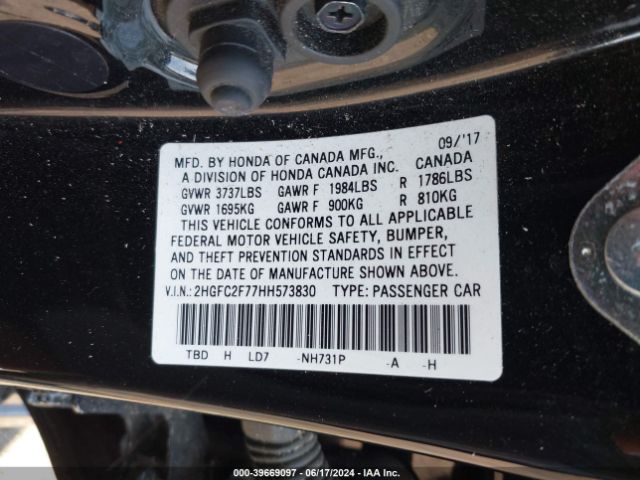 09/'17
MFD. BY HONDA OF CANADA MFG., CANADA
A DIVISION OF HONDA CANADA INC.
GVWR 3737LBS GAWR F 1984LBS R 1786LBS
GVWR 1695KG GAWR F 900KG R 810KG
THIS VEHICLE CONFORMS TO ALL APPLICABLE
FEDERAL MOTOR VEHICLE SAFETY, BUMPER,
AND THEFT PREVENTION STANDARDS IN EFFECT
ON THE DATE OF MANUFACTURE SHOWN ABOVE.
V.I.N.: 2HGFC2F77HH573830 TYPE: PASSENGER CAR
TBD H LD7 -NH731P -A -H
000-39669097 - 06/17/2024 - IAA Inc.